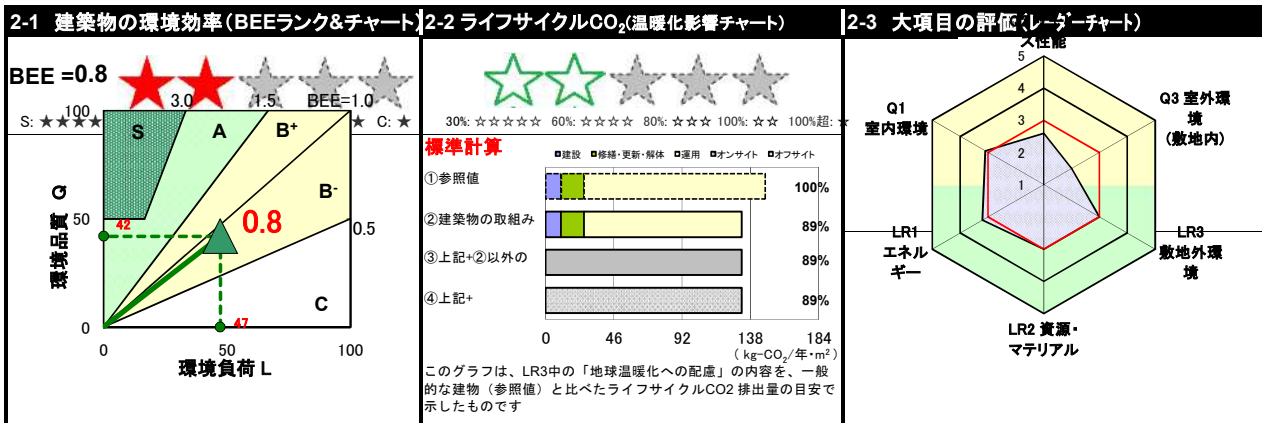 2-1 建築物の環境効率(BEEランク&チャート)
BEE =0.8
3.0 1.5 BEE=1.0
S: ★★★★ C: ★
100
S
A
B+
B-
C
50
42
0.8
0.5
環境品質 Q
0
47
0 50 100
環境負荷 L
2-2 ライフサイクルCO2(温暖化影響チャート)
30%: ☆☆☆☆☆ 60%: ☆☆☆☆ 80%: ☆☆☆ 100%: ☆☆ 100%超: ★
標準計算
■建設 ■修繕・更新・解体 □運用 ■オンサイト ■オフサイト
①参照値 100%
②建築物の取組み 89%
③上記+②以外の 89%
④上記+ 89%
0 46 92 138 184
( kg-CO2/年・m2)
このグラフは、LR3中の「地球温暖化への配慮」の内容を、一般
的な建物(参照値)と比べたライフサイクルCO2 排出量の目安で
示したものです
2-3 大項目の評価(レーダーチャート)
ス性能
5
4
3
2
1
Q1
室内環境
Q3 室外環
境
(敷地内)
LR1
エネル
ギー
LR3
敷地外環
境
LR2 資源・
マテリアル